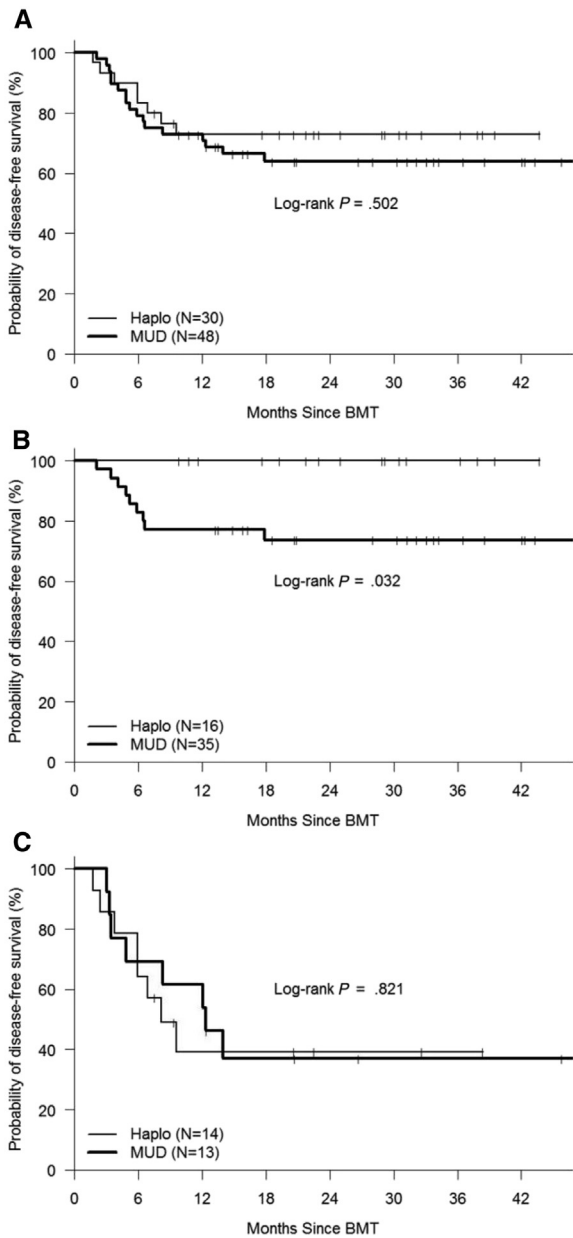 A
Probability of disease-free survival (%)
100
80
60
40
20
0
Log-rank P = .502
Haplo (N=30)
MUD (N=48)
0 6 12 18 24 30 36 42
Months Since BMT
B
Probability of disease-free survival (%)
100
80
60
40
20
0
Log-rank P = .032
Haplo (N=16)
MUD (N=35)
0 6 12 18 24 30 36 42
Months Since BMT
C
Probability of disease-free survival (%)
100
80
60
40
20
0
Log-rank P = .821
Haplo (N=14)
MUD (N=13)
0 6 12 18 24 30 36 42
Months Since BMT